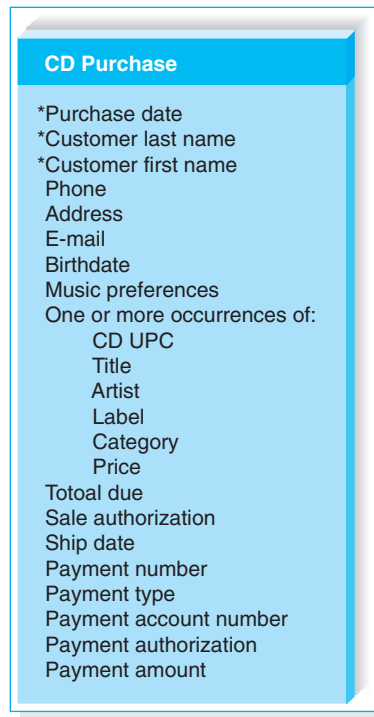 CD Purchase
*Purchase date
*Customer last name
*Customer first name
Phone
Address
E-mail
Birthdate
Music preferences
One or more occurrences of:
CD UPC
Title
Artist
Label
Category
Price
Totoal due
Sale authorization
Ship date
Payment number
Payment type
Payment account number
Payment authorization
Payment amount